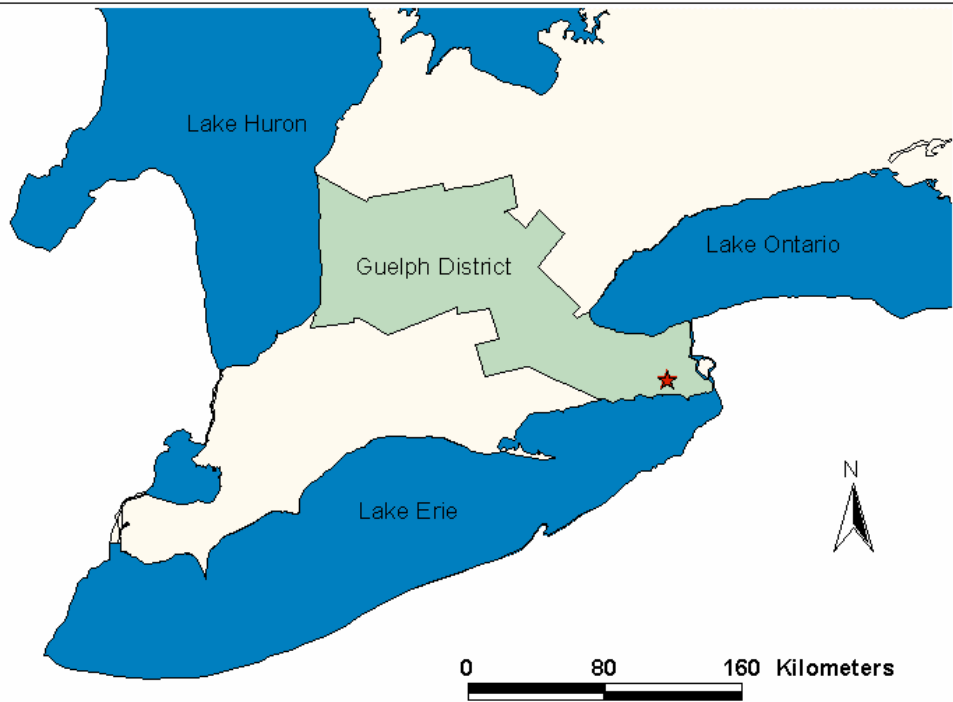 Lake Huron
Lake Ontario
Guelph District
N
Lake Erie
0 80 160 Kilometers